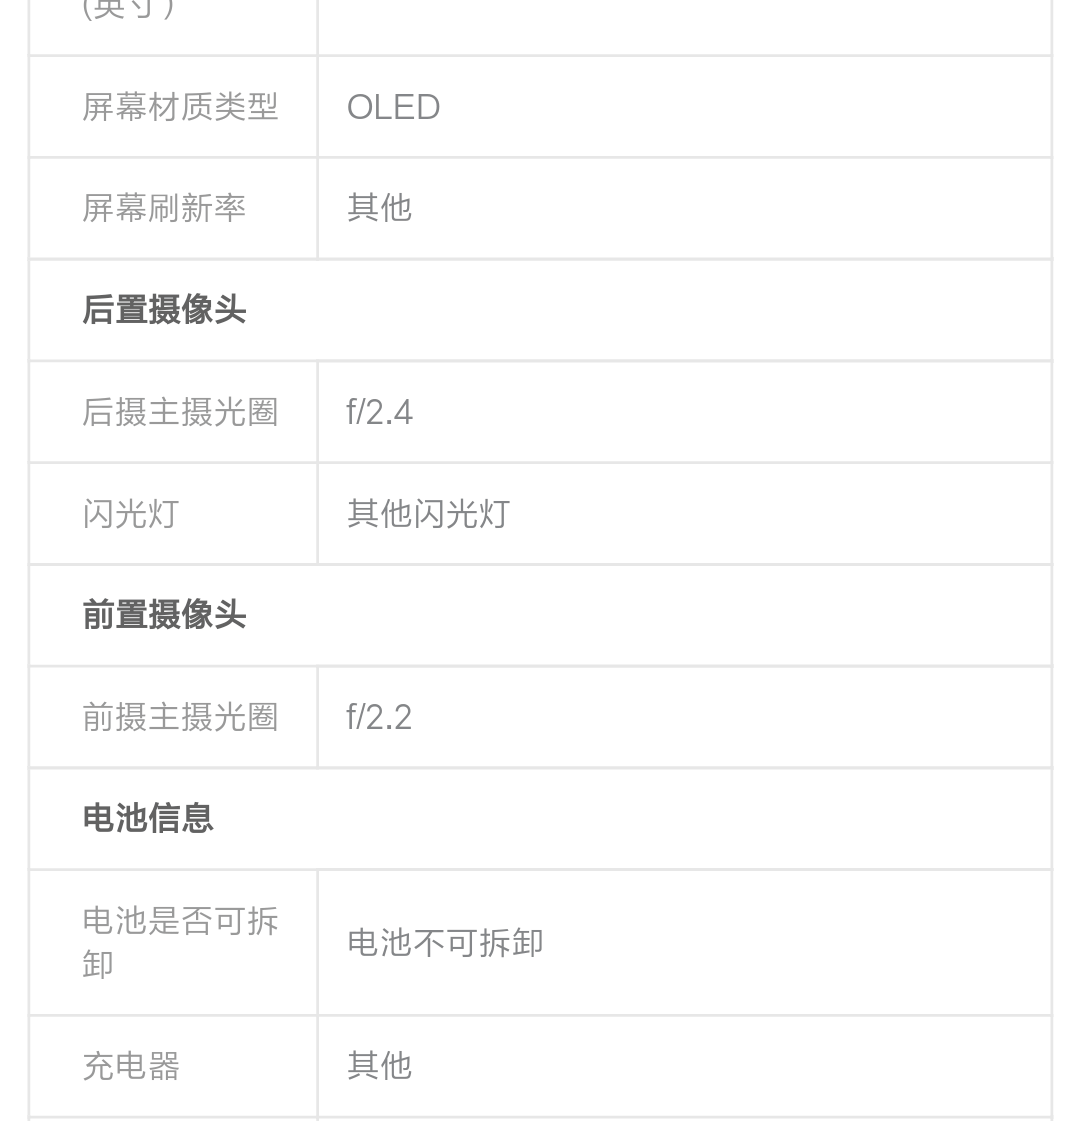 (英寸)
屏幕材质类型 OLED
屏幕刷新率 其他
后置摄像头
后摄主摄光圈 f/2.4
闪光灯 其他闪光灯
前置摄像头
前摄主摄光圈 f/2.2
电池信息
电池是否可拆
卸
电池不可拆卸
充电器 其他